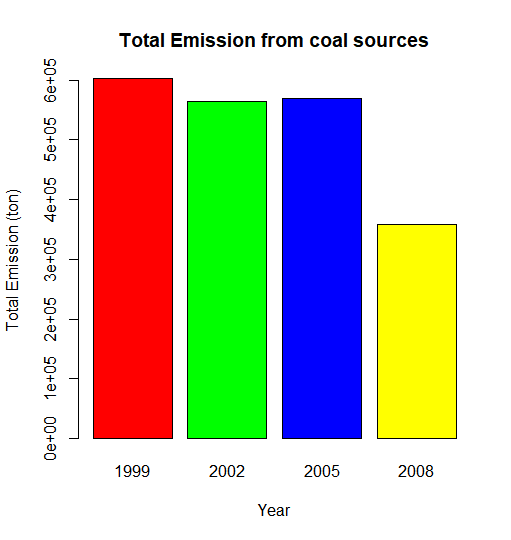 Total Emission from coal sources
Total Emission (ton)
6e+05
5e+05
4e+05
3e+05
2e+05
1e+05
0e+00
1999 2002 2005 2008
Year